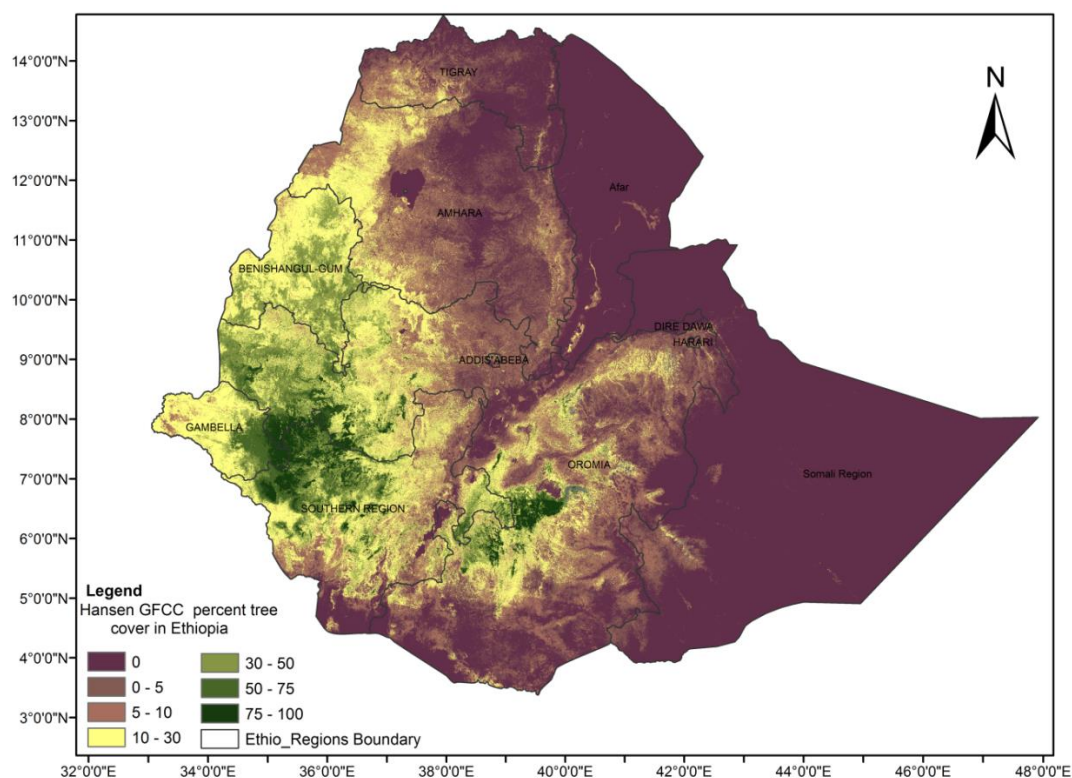 14°0'0"N
13°0'0"N
12°0'0"N
11°0'0"N
10°0'0"N
9°0'0"N
8°0'0"N
7°0'0"N
6°0'0"N
5°0'0"N
4°0'0"N
3°0'0"N
N
TIGRAY
Afar
AMHARA
BENISHANGUL-GUM
DIRE DAWA
HARARI
ADDIS ABEBA
GAMBELLA
OROMIA
Somali Region
SOUTHERN REGION
Legend
Hansen GFCC percent tree
cover in Ethiopia
0
0 - 5
5 - 10
10 - 30
30 - 50
50 - 75
75 - 100
Ethio_Regions Boundary
32°0'0"E
34°0'0"E
36°0'0"E
38°0'0"E
40°0'0"E
42°0'0"E
44°0'0"E
46°0'0"E
48°0'0"E